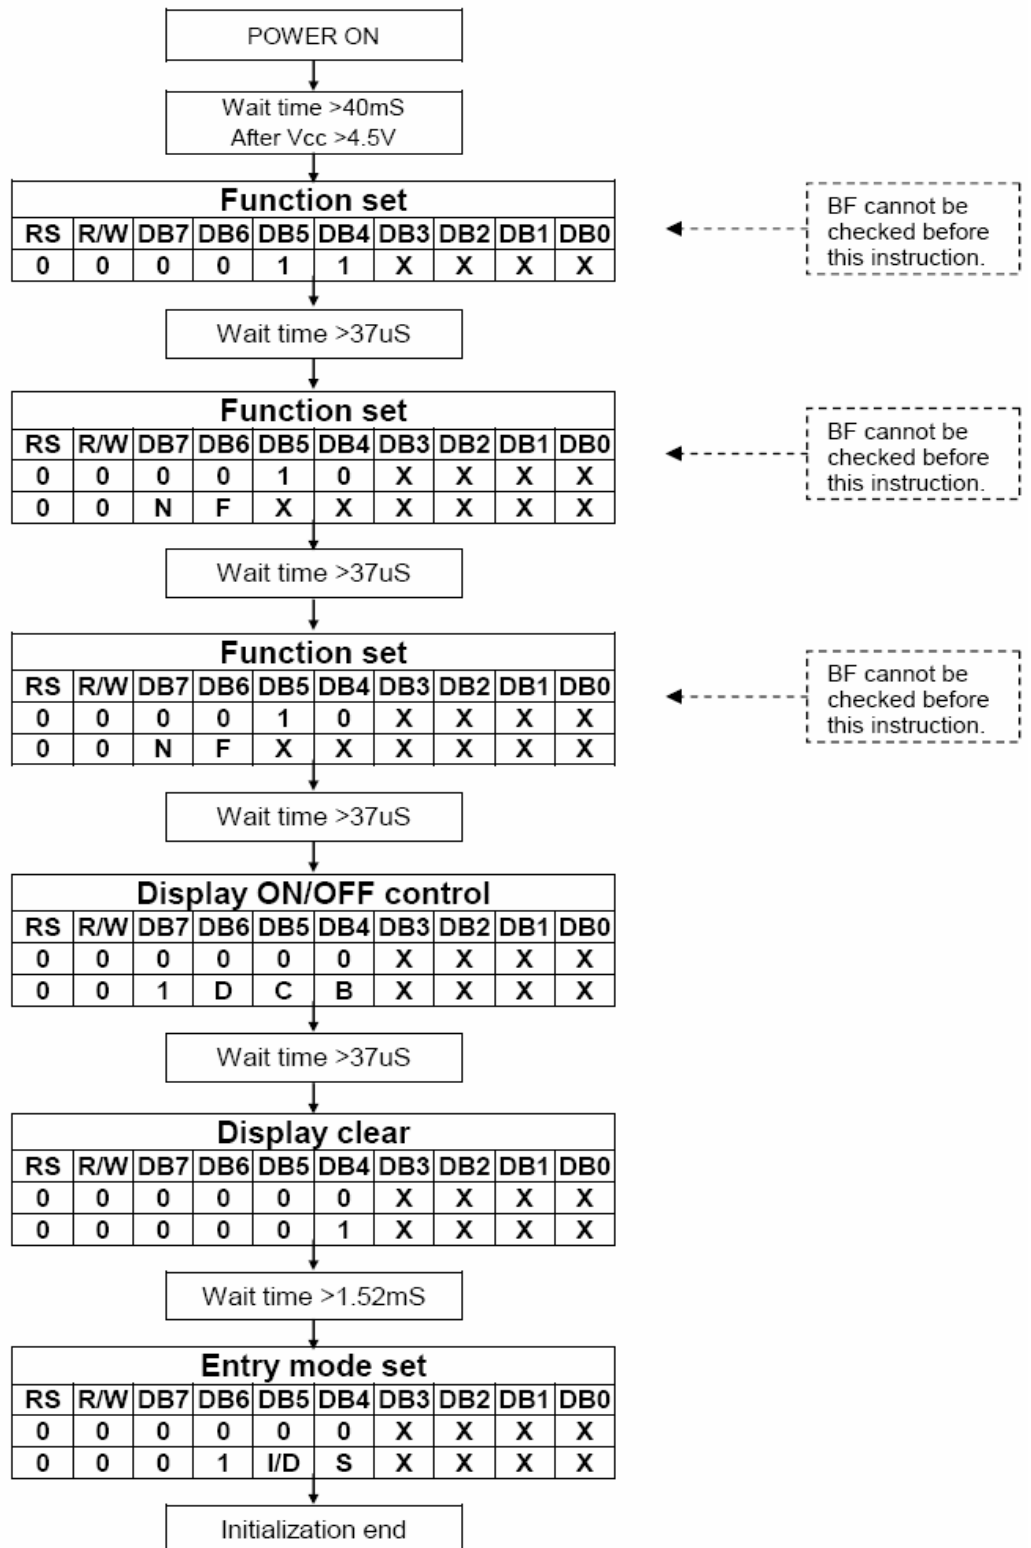 POWER ON
Wait time >40mS
After Vcc >4.5V
Function set
RS R/W DB7 DB6 DB5 DB4 DB3 DB2 DB1 DB0
0 0 0 0 1 1 X X X X
BF cannot be
checked before
this instruction.
Wait time >37uS
Function set
RS R/W DB7 DB6 DB5 DB4 DB3 DB2 DB1 DB0
0 0 0 0 1 0 X X X X
0 0 N F X X X X X X
BF cannot be
checked before
this instruction.
Wait time >37uS
Function set
RS R/W DB7 DB6 DB5 DB4 DB3 DB2 DB1 DB0
0 0 0 0 1 0 X X X X
0 0 N F X X X X X X
BF cannot be
checked before
this instruction.
Wait time >37uS
Display ON/OFF control
RS R/W DB7 DB6 DB5 DB4 DB3 DB2 DB1 DB0
0 0 0 0 0 0 X X X X
0 0 1 D C B X X X X
Wait time >37uS
Display clear
RS R/W DB7 DB6 DB5 DB4 DB3 DB2 DB1 DB0
0 0 0 0 0 0 X X X X
0 0 0 0 0 1 X X X X
Wait time >1.52mS
Entry mode set
RS R/W DB7 DB6 DB5 DB4 DB3 DB2 DB1 DB0
0 0 0 0 0 0 X X X X
0 0 0 1 I/D S X X X X
Initialization end